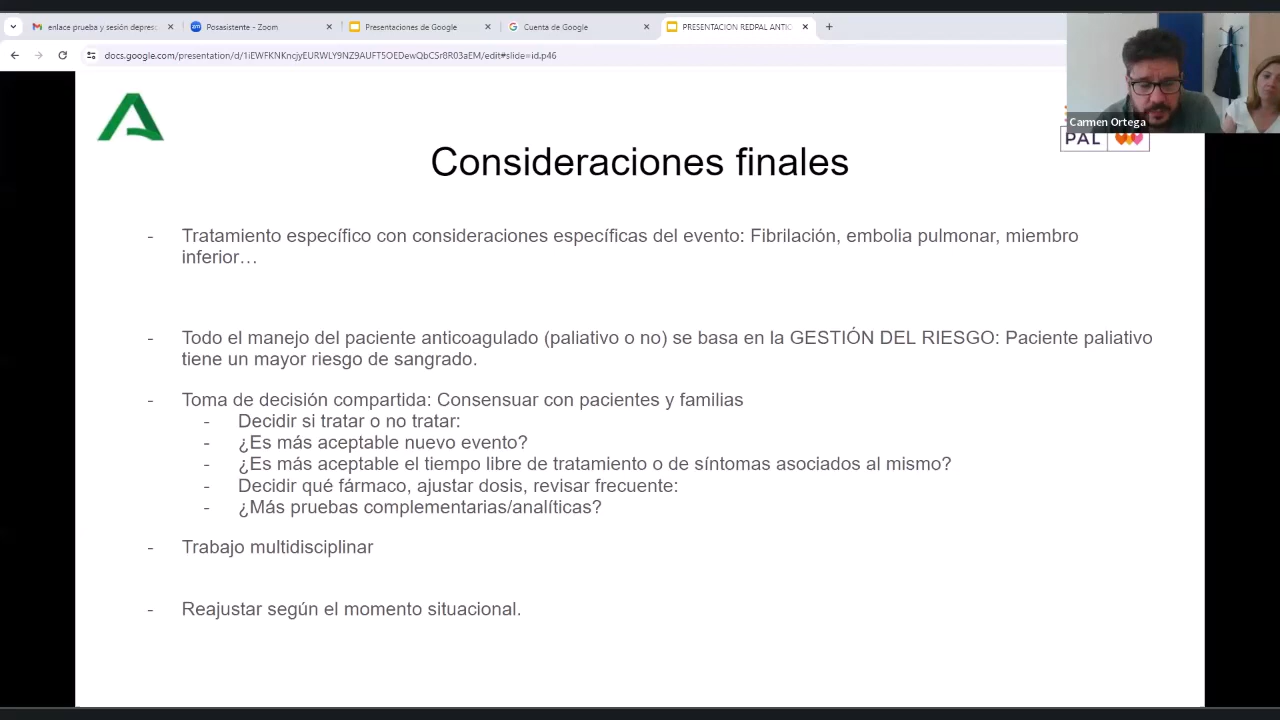 enlace prueba y sesión depresi
Posasistente - Zoom
Presentaciones de Google
Cuenta de Google
PRESENTACION REDPAL ANTIC
docs.google.com/presentation/d/1iEWFKNKncjyEURWLY9NZ9AUFT5OEDewQbCSr8R03aEM/edit#slide=id.p46
Carmen Ortega
PAL
Consideraciones finales
- Tratamiento específico con consideraciones específicas del evento: Fibrilación, embolia pulmonar, miembro
inferior…
- Todo el manejo del paciente anticoagulado (paliativo o no) se basa en la GESTIÓN DEL RIESGO: Paciente paliativo
tiene un mayor riesgo de sangrado.
- Toma de decisión compartida: Consensuar con pacientes y familias
- Decidir si tratar o no tratar:
- ¿Es más aceptable nuevo evento?
- ¿Es más aceptable el tiempo libre de tratamiento o de síntomas asociados al mismo?
- Decidir qué fármaco, ajustar dosis, revisar frecuente:
- ¿Más pruebas complementarias/analíticas?
- Trabajo multidisciplinar
- Reajustar según el momento situacional.